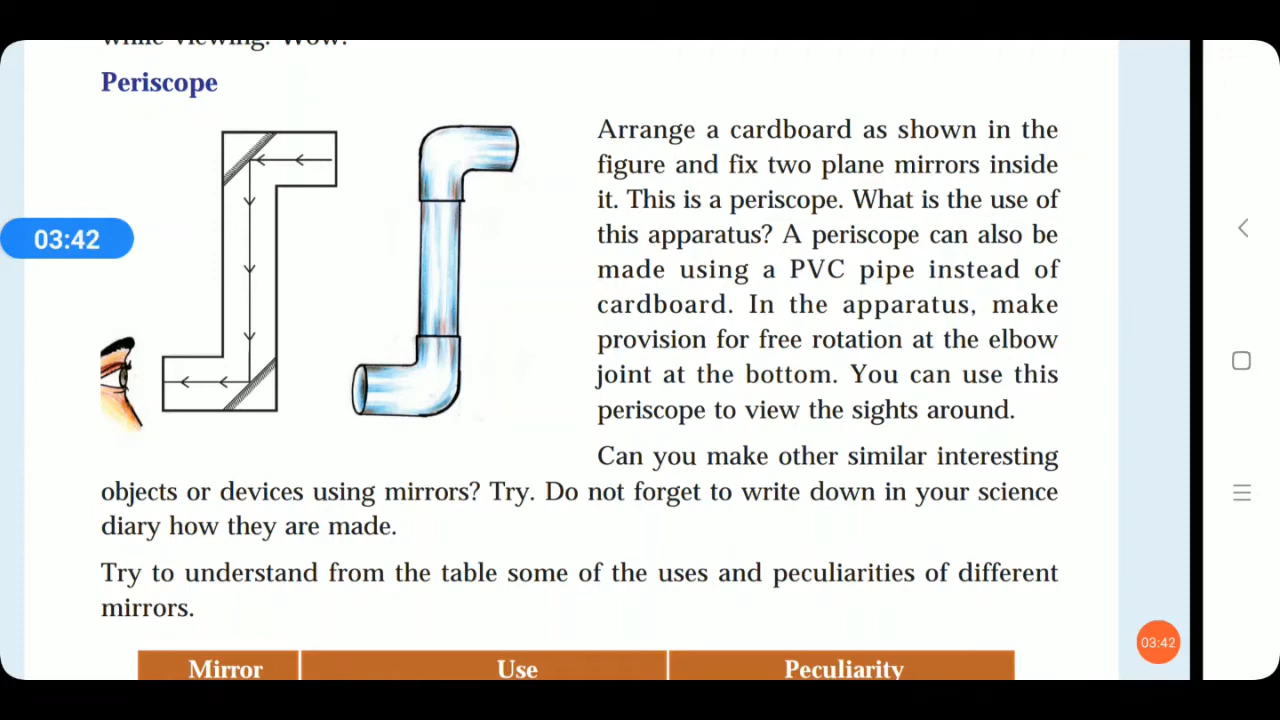 while viewing. Wow!
Periscope
Arrange a cardboard as shown in the
figure and fix two plane mirrors inside
it. This is a periscope. What is the use of
this apparatus? A periscope can also be
made using a PVC pipe instead of
cardboard. In the apparatus, make
provision for free rotation at the elbow
joint at the bottom. You can use this
periscope to view the sights around.
Can you make other similar interesting
objects or devices using mirrors? Try. Do not forget to write down in your science
diary how they are made.
Try to understand from the table some of the uses and peculiarities of different
mirrors.
Mirror Use Peculiarity
03:42
03:42